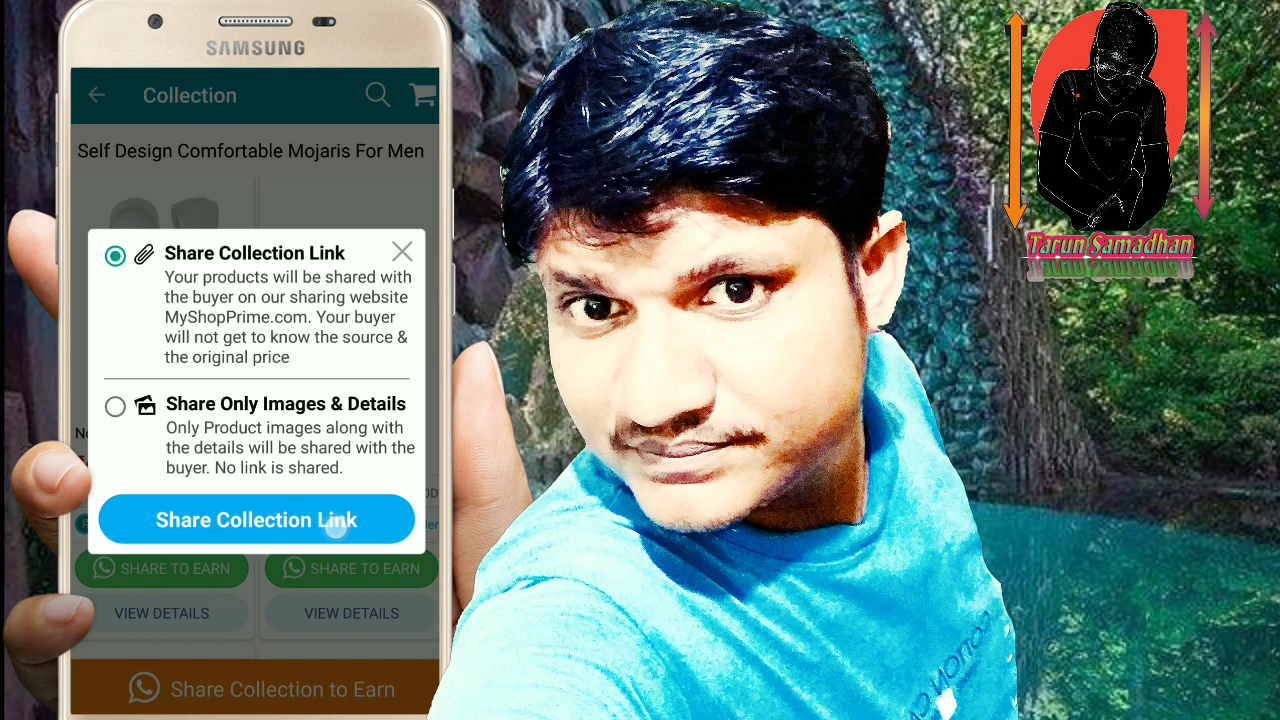 SAMSUNG
Collection
Self Design Comfortable Mojaris For Men
Share Collection Link
Your products will be shared with
the buyer on our sharing website
MyShopPrime.com. Your buyer
will not get to know the source &
the original price
Share Only Images & Details
Only Product images along with
the details will be shared with the
buyer. No link is shared.
Share Collection Link
SHARE TO EARN
SHARE TO EARN
VIEW DETAILS
VIEW DETAILS
Share Collection to Earn
Tarun Samadhan